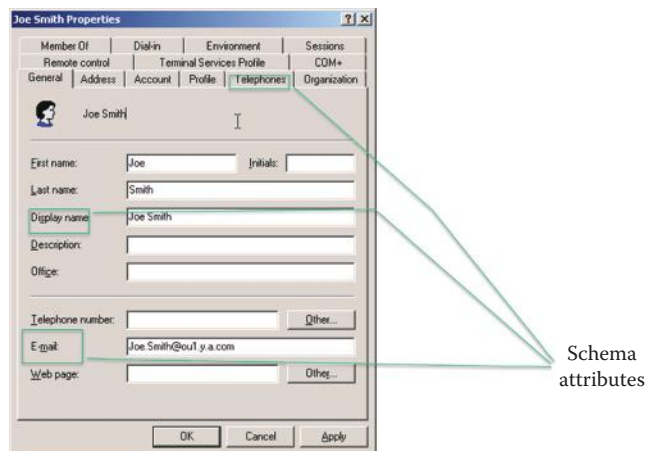 Joe Smith Properties
Member Of Dial-in Environment Sessions
Remote control Terminal Services Profile COM+
General Address Account Profile Telephones Organization
Joe Smith
First name: Joe Initials:
Last name: Smith
Display name Joe Smith
Description:
Office:
Telephone number: Other...
E-mail: Joe.Smith@ou1.y.a.com
Web page: Other...
Schema
attributes
OK Cancel Apply